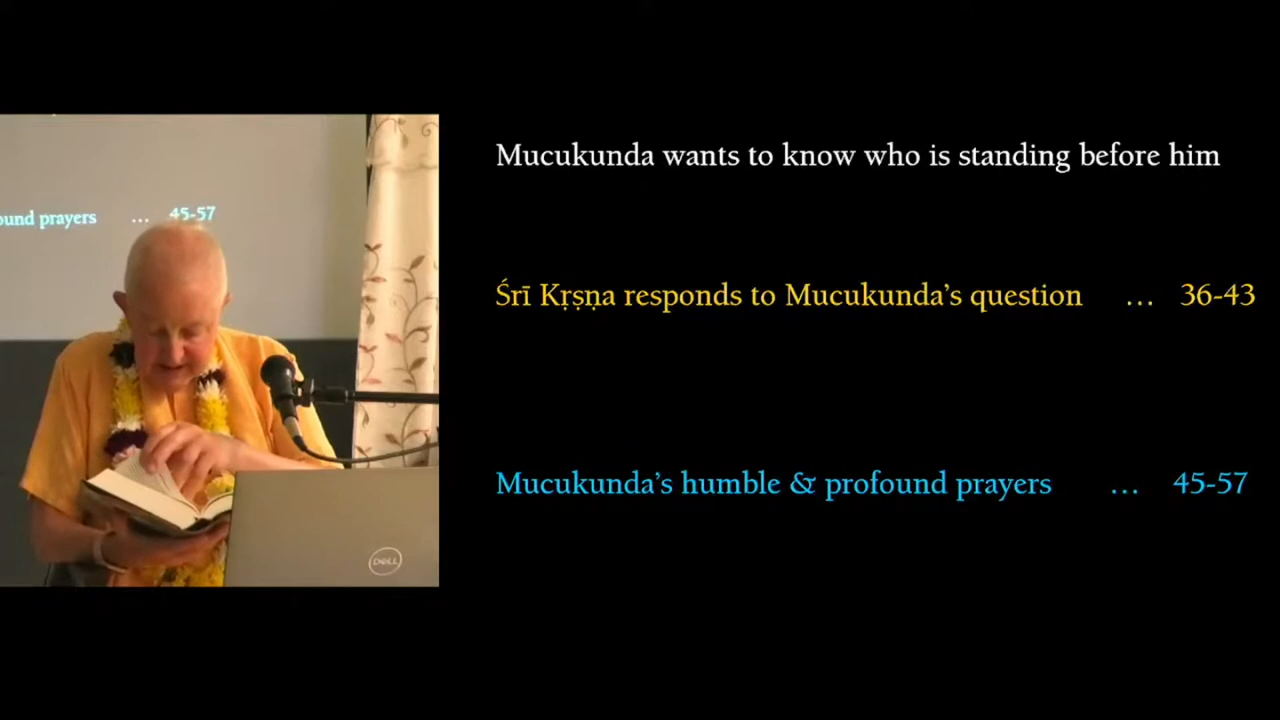 Mucukunda wants to know who is standing before him
Śrī Kṛṣṇa responds to Mucukunda’s question … 36-43
Mucukunda’s humble & profound prayers … 45-57
ound prayers … 45-57
DELL